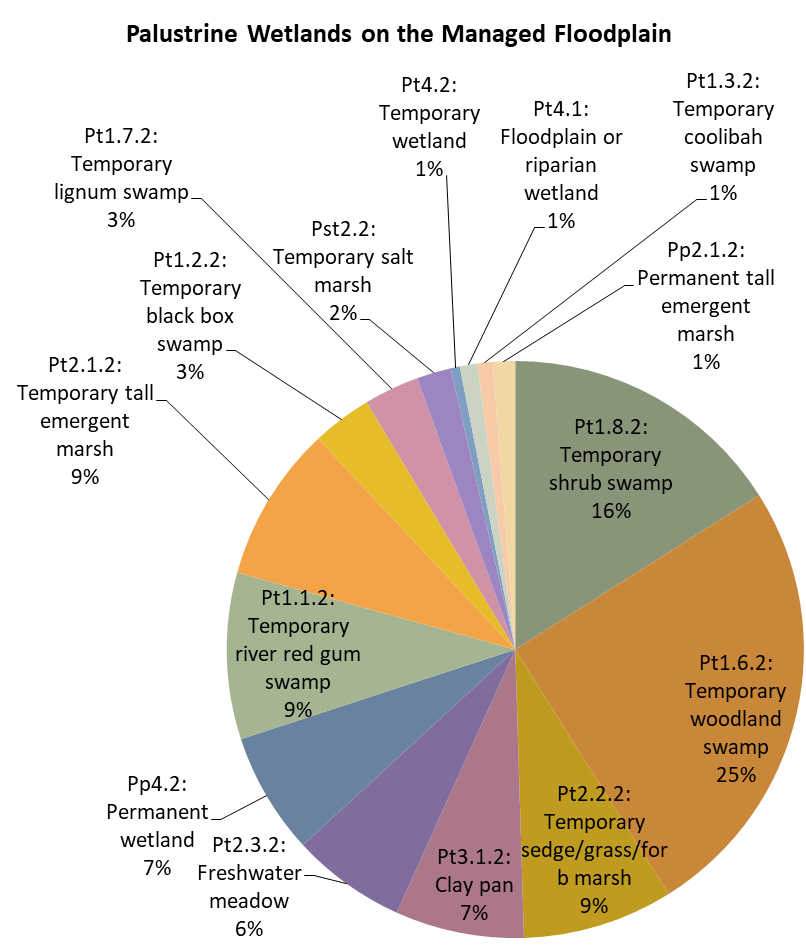 Palustrine Wetlands on the Managed Floodplain
Pt4.2:
Temporary
wetland
1%
Pt4.1:
Floodplain or
riparian
wetland
1%
Pt1.3.2:
Temporary
coolibah
swamp
1%
Pt1.7.2:
Temporary
lignum swamp
3%
Pst2.2:
Temporary salt
marsh
2%
Pt1.2.2:
Temporary
black box
swamp
3%
Pp2.1.2:
Permanent tall
emergent
marsh
1%
Pt2.1.2:
Temporary tall
emergent
marsh
9%
Pt1.8.2:
Temporary
shrub swamp
16%
Pt1.1.2:
Temporary
river red gum
swamp
9%
Pt1.6.2:
Temporary
woodland
swamp
25%
Pp4.2:
Permanent
wetland
7%
Pt2.3.2:
Freshwater
meadow
6%
Pt3.1.2:
Clay pan
7%
Pt2.2.2:
Temporary
sedge/grass/for
b marsh
9%